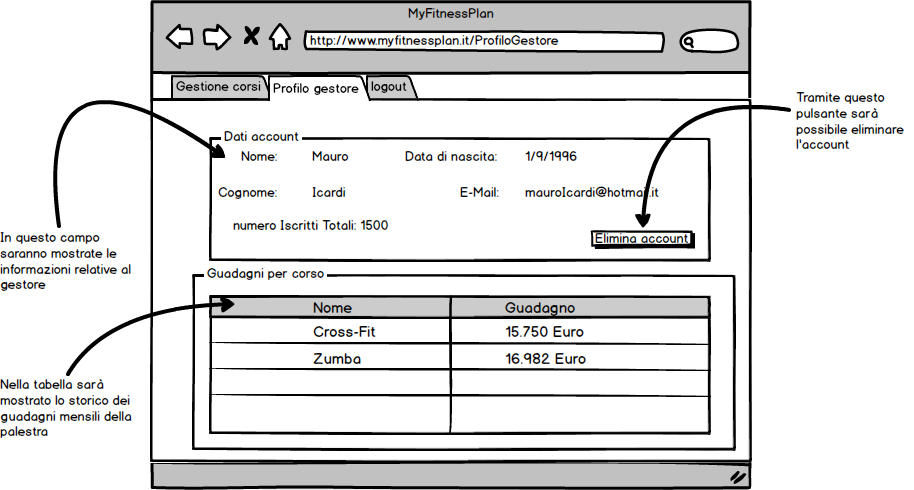 MyFitnessPlan
http://www.myfitnessplan.it/ProfiloGestore
Gestione corsi
Profilo gestore
logout
Tramite questo
pulsante sarà
possibile eliminare
l'account
Dati account
Nome: Mauro Data di nascita: 1/9/1996
Cognome: Icardi E-Mail: mauroIcardi@hotmail.it
numero Iscritti Totali: 1500
Elimina account
In questo campo
saranno mostrate le
informazioni relative al
gestore
Guadagni per corso
Nome Guadagno
Cross-Fit 15.750 Euro
Zumba 16.982 Euro
Nella tabella sarà
mostrato lo storico dei
guadagni mensili della
palestra